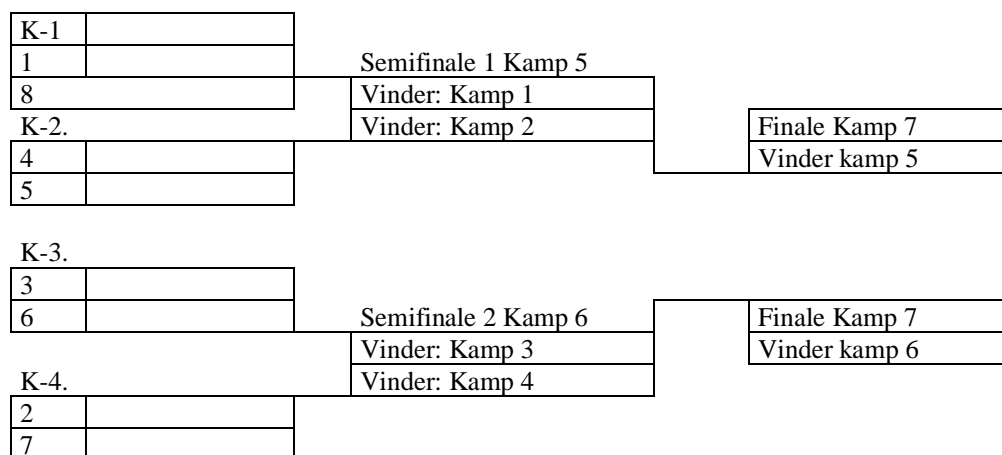 K-1
1
Semifinale 1 Kamp 5
8
Vinder: Kamp 1
K-2.
Vinder: Kamp 2
Finale Kamp 7
4
Vinder kamp 5
5
K-3.
3
6
Semifinale 2 Kamp 6
Finale Kamp 7
Vinder: Kamp 3
Vinder kamp 6
K-4.
Vinder: Kamp 4
2
7